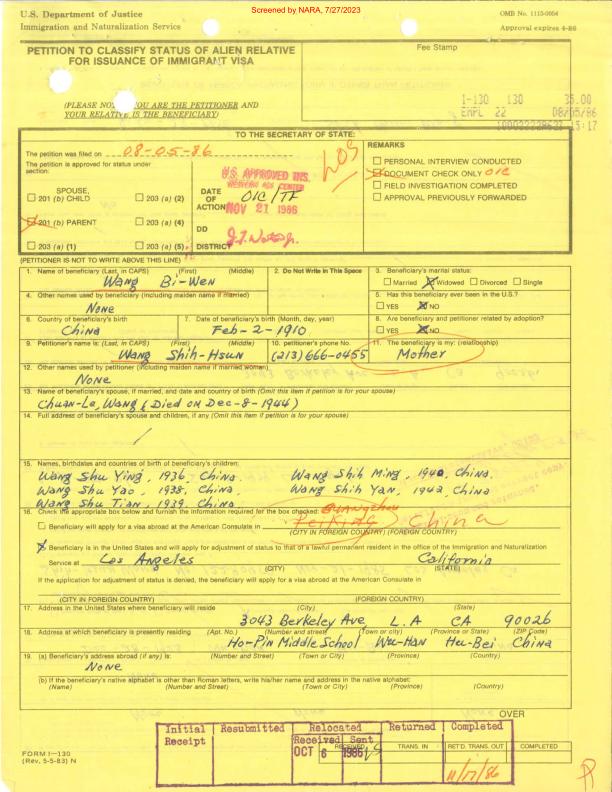 Screened by NARA, 7/27/2023
U.S. Department of Justice
Immigration and Naturalization Service
OMB No. 1115-0054
Approval expires 4-86
PETITION TO CLASSIFY STATUS OF ALIEN RELATIVE
FOR ISSUANCE OF IMMIGRANT VISA
Fee Stamp
(PLEASE NO YOU ARE THE PETITIONER AND
YOUR RELATIVE IS THE BENEFICIARY)
I-130 130 35.00
EMPL 22 08/05/86
15:17
TO THE SECRETARY OF STATE:
The petition was filed on 08-05-86
The petition is approved for status under
section:
SPOUSE,
201 (b) CHILD
203 (a) (2)
201 (b) PARENT
203 (a) (4)
203 (a) (1)
203 (a) (5)
U.S. APPROVED INS.
WESTERN ADJ CENTER
DATE
OF
ACTION
OIC/TF
NOV 21 1986
DD
DISTRICT
LOS
REMARKS
PERSONAL INTERVIEW CONDUCTED
DOCUMENT CHECK ONLY OIC
FIELD INVESTIGATION COMPLETED
APPROVAL PREVIOUSLY FORWARDED
(PETITIONER IS NOT TO WRITE ABOVE THIS LINE)
1. Name of beneficiary (Last, in CAPS) (First) (Middle)
Wang Bi-Wen
2. Do Not Write in This Space
3. Beneficiary's marital status:
Married Widowed Divorced Single
4. Other names used by beneficiary (including maiden name if married)
None
5. Has this beneficiary ever been in the U.S.?
YES NO
6. Country of beneficiary's birth
China
7. Date of beneficiary's birth (Month, day, year)
Feb-2-1910
8. Are beneficiary and petitioner related by adoption?
YES NO
9. Petitioner's name is: (Last, in CAPS) (First) (Middle)
Wang Shih-Hsun
10. petitioner's phone No.
(213)666-0455
11. The beneficiary is my: (relationship)
Mother
12. Other names used by petitioner (including maiden name if married woman)
None
13. Name of beneficiary's spouse, if married, and date and country of birth (Omit this item if petition is for your spouse)
Chuan-Le, Wang (Died on Dec-8-1944)
14. Full address of beneficiary's spouse and children, if any (Omit this item if petition is for your spouse)
15. Names, birthdates and countries of birth of beneficiary's children:
Wang Shu Ying, 1936, China. Wang Shih Ming, 1940, China.
Wang Shu Yao, 1938, China. Wang Shih Yan, 1942, China
Wang Shu Tian, 1939, China.
16. Check the appropriate box below and furnish the information required for the box checked: Guangzhou
Beneficiary will apply for a visa abroad at the American Consulate in Peiking China
(CITY IN FOREIGN COUNTRY) (FOREIGN COUNTRY)
Beneficiary is in the United States and will apply for adjustment of status to that of a lawful permanent resident in the office of the Immigration and Naturalization
Service at Los Angeles California
(CITY) (STATE)
If the application for adjustment of status is denied, the beneficiary will apply for a visa abroad at the American Consulate in
(CITY IN FOREIGN COUNTRY) (FOREIGN COUNTRY)
17. Address in the United States where beneficiary will reside (City) (State)
3043 Berkeley Ave, L.A CA 90026
18. Address at which beneficiary is presently residing (Apt. No.) (Number and street) (Town or city) (Province or State) (ZIP Code)
Ho-Pin Middle School Wu-Han Hu-Bei China
19. (a) Beneficiary's address abroad (if any) is: (Number and Street) (Town or City) (Province) (Country)
None
(b) If the beneficiary's native alphabet is other than Roman letters, write his/her name and address in the native alphabet:
(Name) (Number and Street) (Town or City) (Province) (Country)
OVER
Initial Receipt Resubmitted Relocated Returned Completed
Received Sent
OCT 6 1986
RECEIVED TRANS. IN RET'D. TRANS. OUT COMPLETED
11/17/86
FORM I-130
(Rev. 5-5-83) N